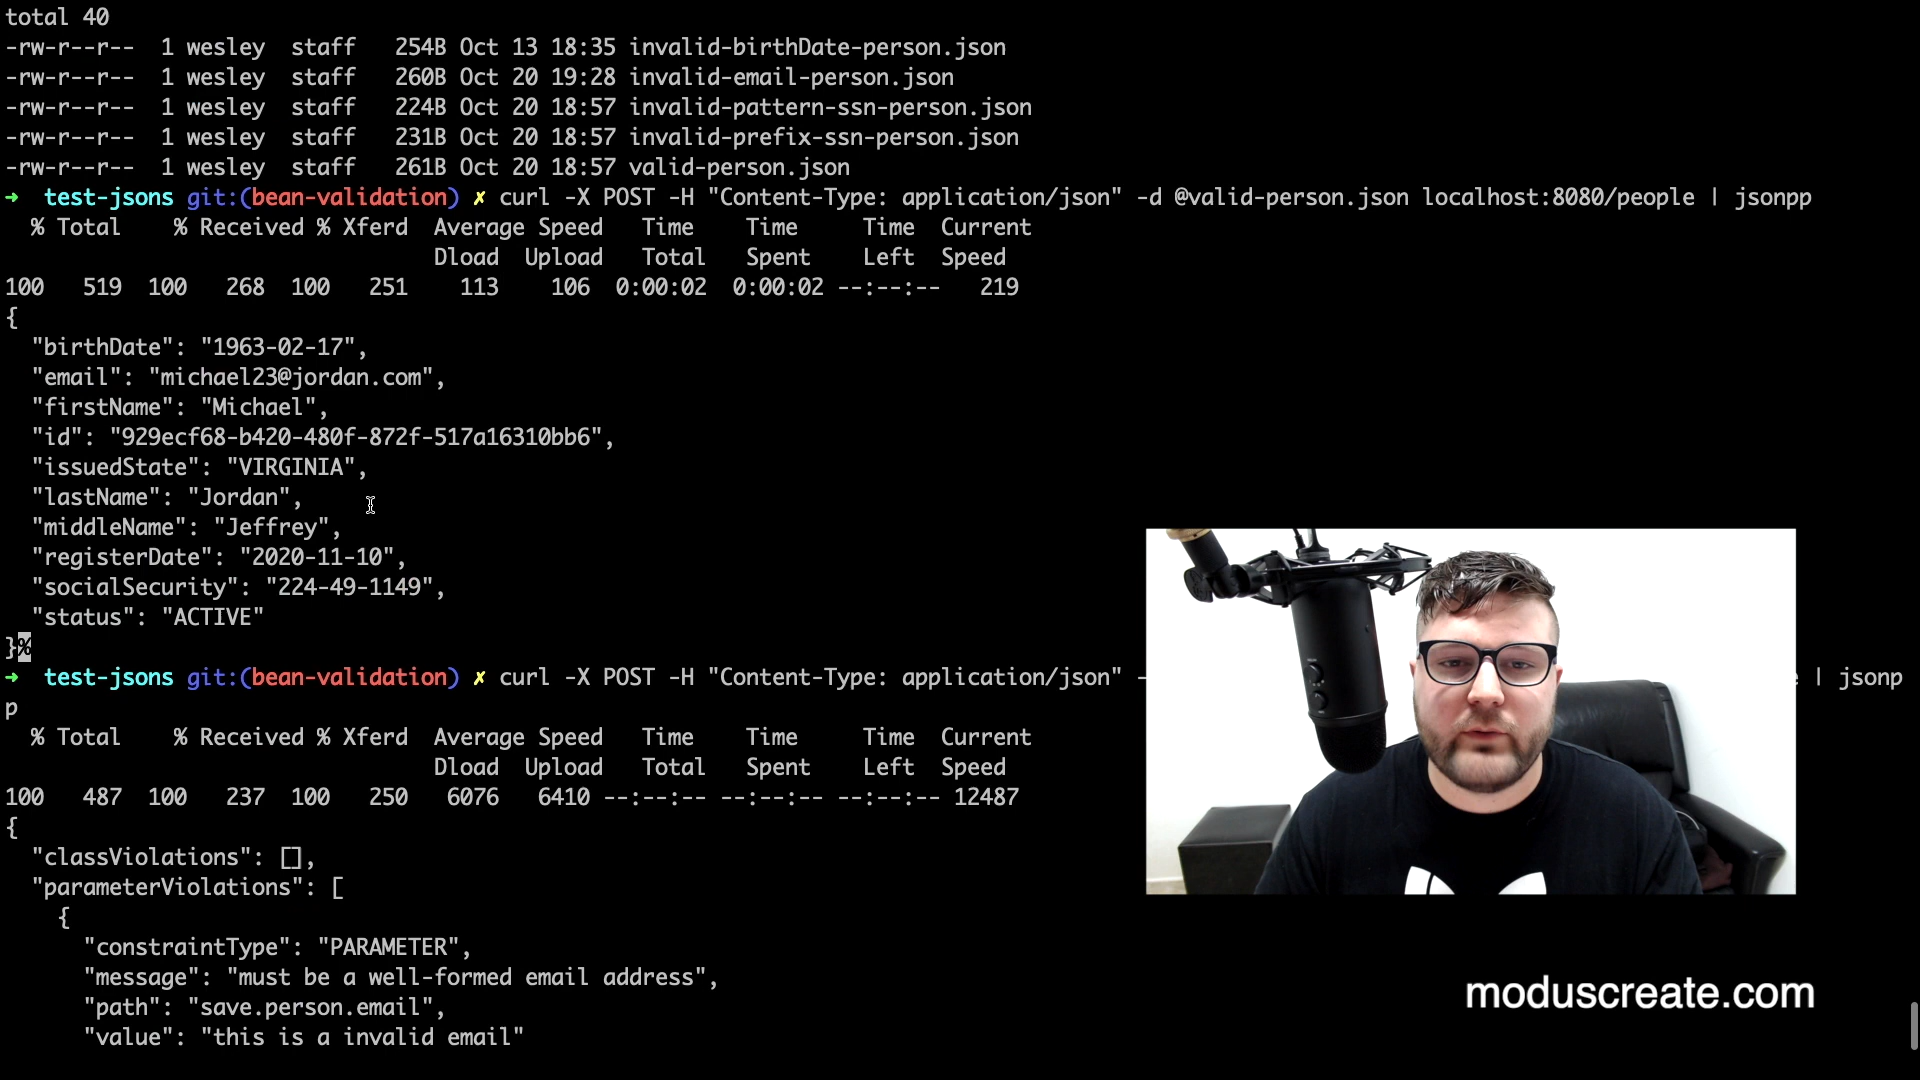 total 40
-rw-r--r--  1 wesley  staff   254B Oct 13 18:35 invalid-birthDate-person.json
-rw-r--r--  1 wesley  staff   260B Oct 20 19:28 invalid-email-person.json
-rw-r--r--  1 wesley  staff   224B Oct 20 18:57 invalid-pattern-ssn-person.json
-rw-r--r--  1 wesley  staff   231B Oct 20 18:57 invalid-prefix-ssn-person.json
-rw-r--r--  1 wesley  staff   261B Oct 20 18:57 valid-person.json
➜  test-jsons git:(bean-validation) ✗ curl -X POST -H "Content-Type: application/json" -d @valid-person.json localhost:8080/people | jsonpp
  % Total    % Received % Xferd  Average Speed   Time    Time     Time  Current
                                 Dload  Upload   Total   Spent    Left  Speed
100   519  100   268  100   251    113    106  0:00:02  0:00:02 --:--:--   219
{
  "birthDate": "1963-02-17",
  "email": "michael23@jordan.com",
  "firstName": "Michael",
  "id": "929ecf68-b420-480f-872f-517a16310bb6",
  "issuedState": "VIRGINIA",
  "lastName": "Jordan",
  "middleName": "Jeffrey",
  "registerDate": "2020-11-10",
  "socialSecurity": "224-49-1149",
  "status": "ACTIVE"
}%
➜  test-jsons git:(bean-validation) ✗ curl -X POST -H "Content-Type: application/json" - | jsonp
p
  % Total    % Received % Xferd  Average Speed   Time    Time     Time  Current
                                 Dload  Upload   Total   Spent    Left  Speed
100   487  100   237  100   250   6076   6410 --:--:-- --:--:-- --:--:-- 12487
{
  "classViolations": [],
  "parameterViolations": [
    {
      "constraintType": "PARAMETER",
      "message": "must be a well-formed email address",
      "path": "save.person.email",
      "value": "this is a invalid email"
moduscreate.com